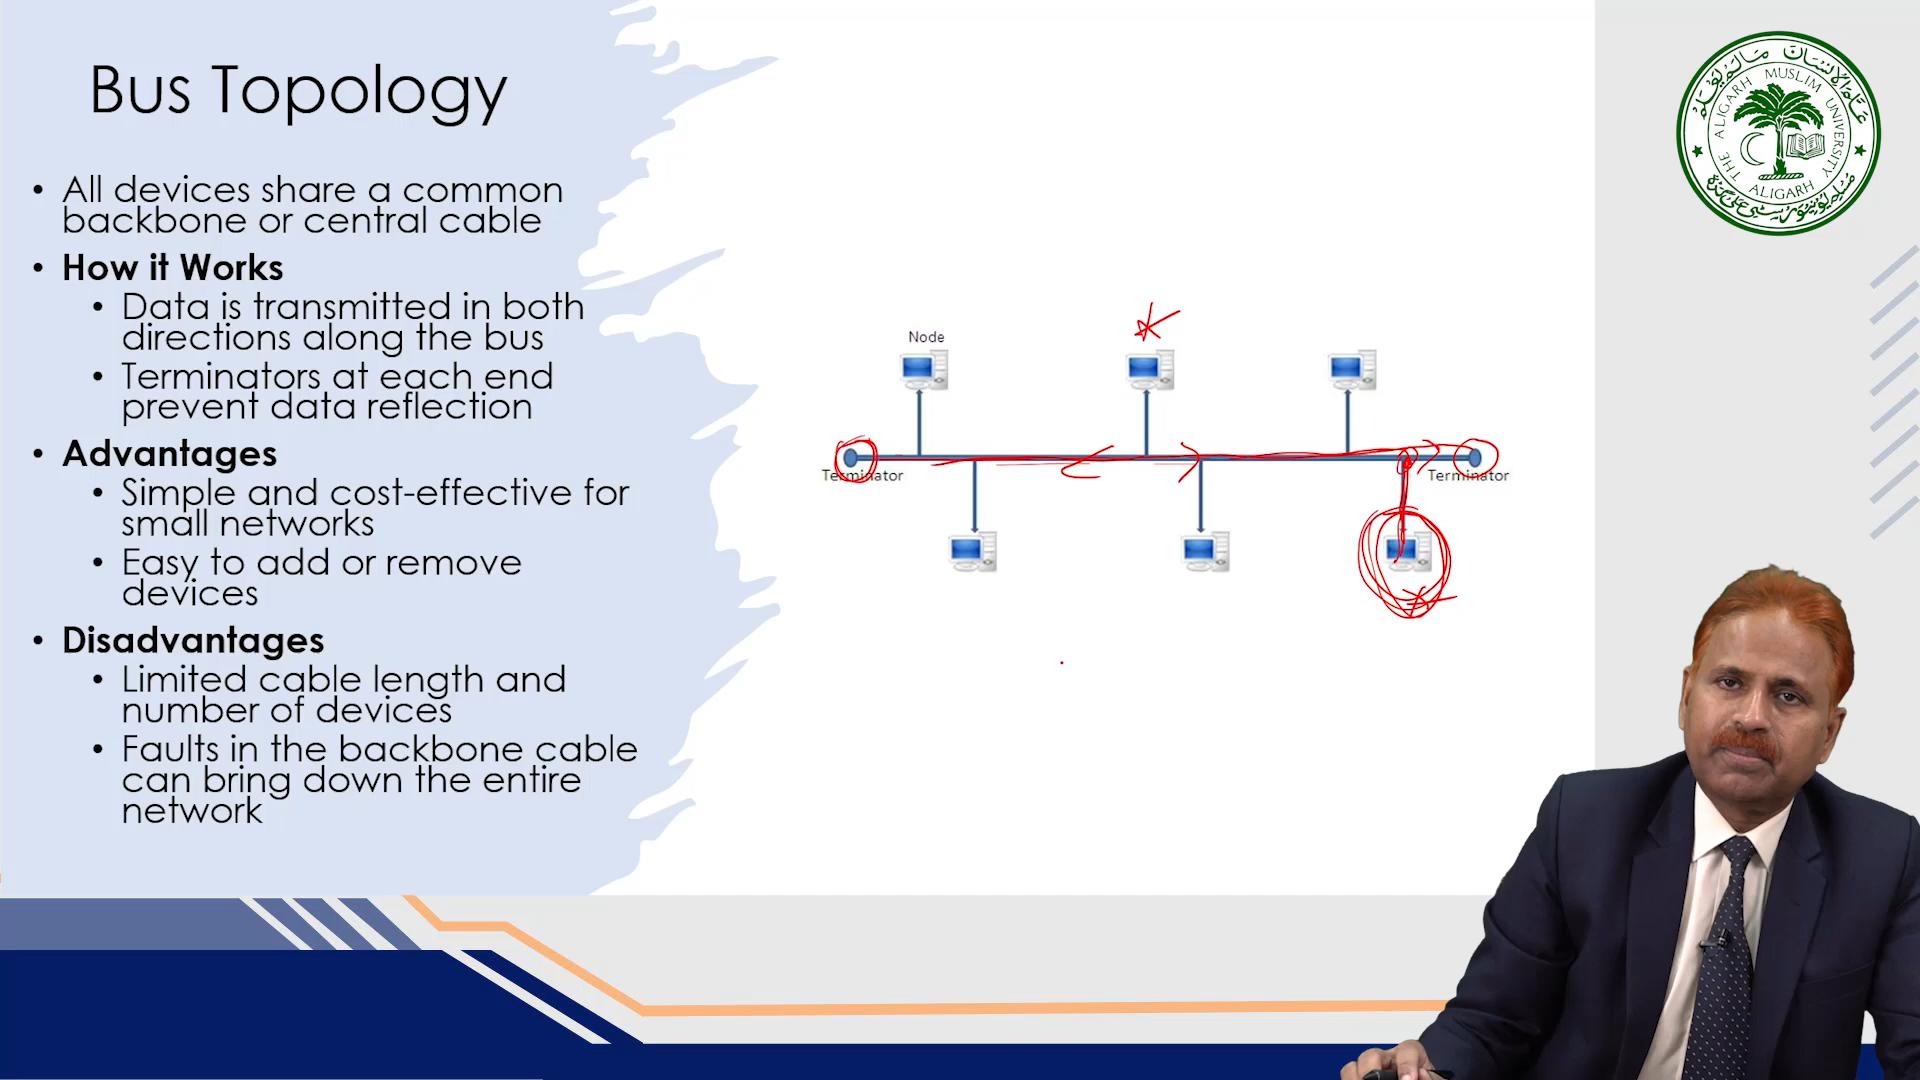 Bus Topology
• All devices share a common
backbone or central cable
• How it Works
• Data is transmitted in both
directions along the bus
• Terminators at each end
prevent data reflection
• Advantages
• Simple and cost-effective for
small networks
• Easy to add or remove
devices
• Disadvantages
• Limited cable length and
number of devices
• Faults in the backbone cable
can bring down the entire
network
Node
Terminator
Terminator
THE ALIGARH MUSLIM UNIVERSITY
ALIGARH